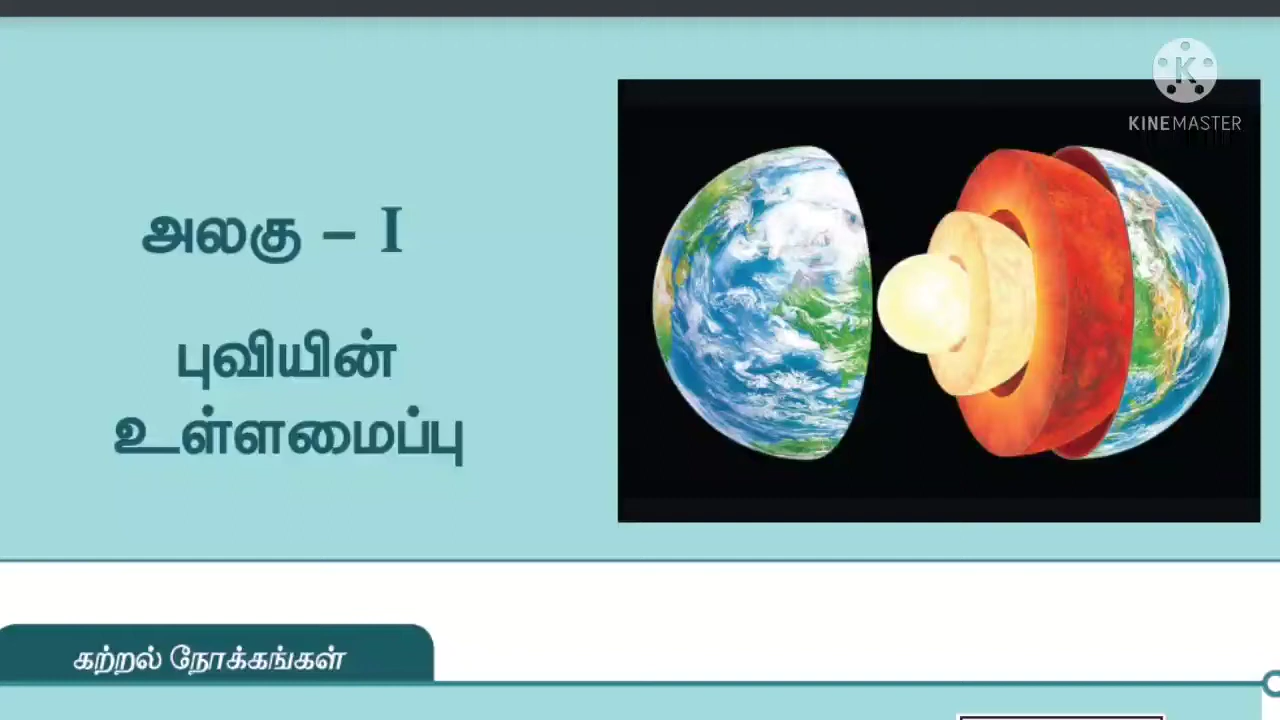 அலகு – I
புவியின்
உள்ளமைப்பு
KINEMASTER
கற்றல் நோக்கங்கள்